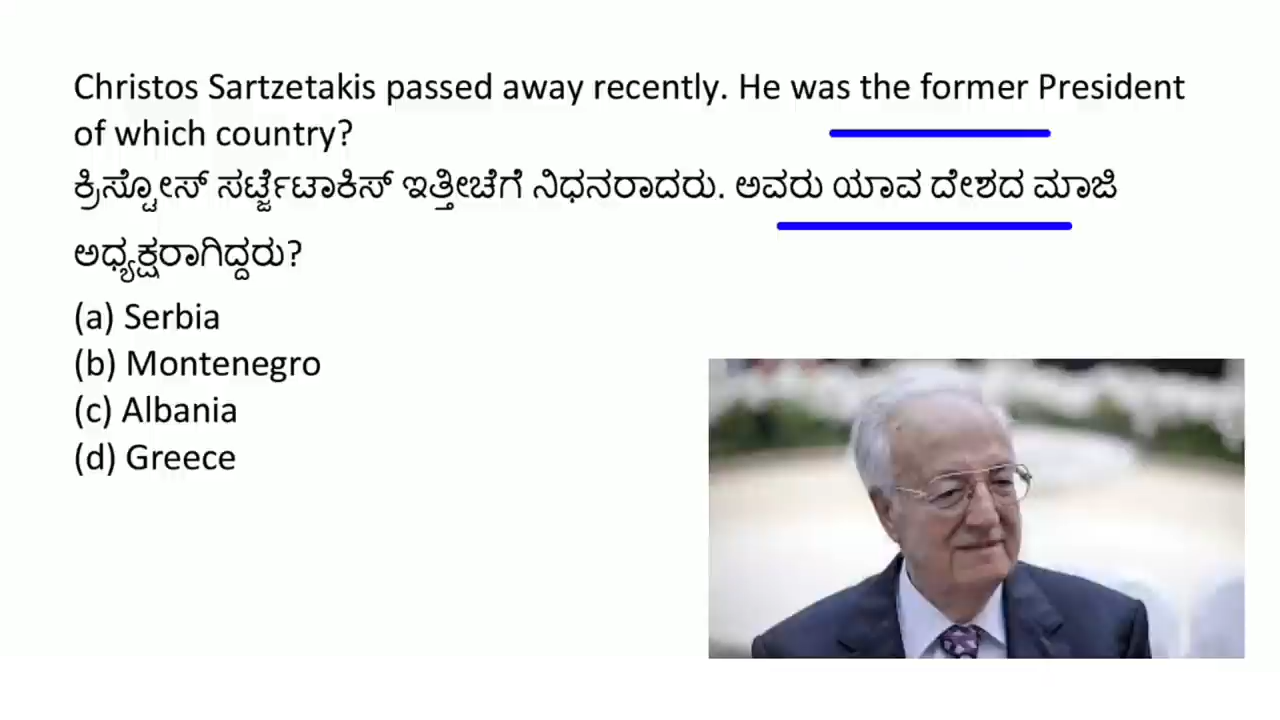 Christos Sartzetakis passed away recently. He was the former President
of which country?
ಕ್ರಿಸ್ಟೋಸ್ ಸರ್ಟ್ಜೆಟಾಕಿಸ್ ಇತ್ತೀಚೆಗೆ ನಿಧನರಾದರು. ಅವರು ಯಾವ ದೇಶದ ಮಾಜಿ
ಅಧ್ಯಕ್ಷರಾಗಿದ್ದರು?
(a) Serbia
(b) Montenegro
(c) Albania
(d) Greece